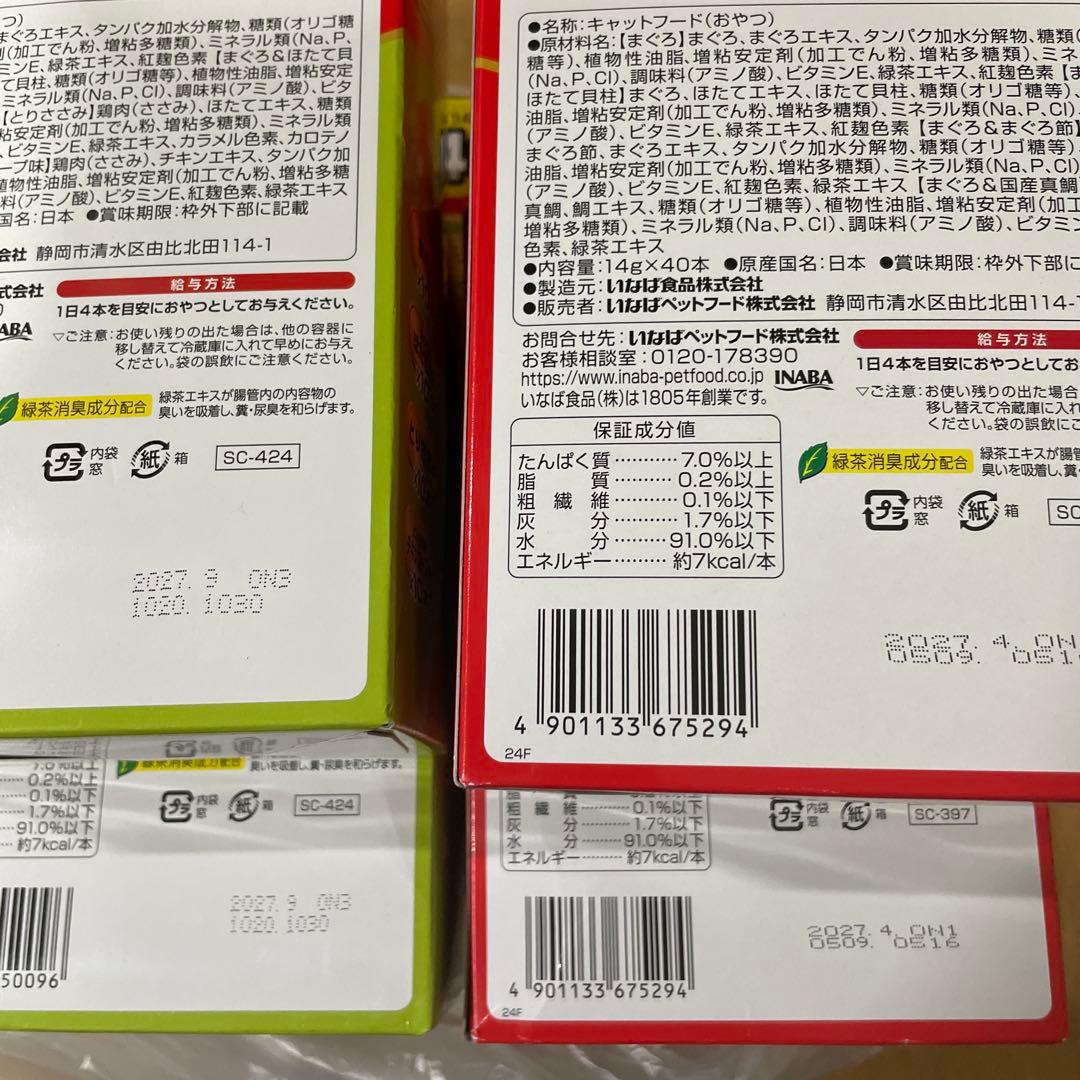 つ)
まぐろエキス、タンパク加水分解物、糖類(オリゴ糖
剤(加工でん粉、増粘多糖類)、ミネラル類(Na、P、
ミンE、緑茶エキス、紅麹色素【まぐろ&ほたて貝
て貝柱、糖類(オリゴ糖等)、植物性油脂、増粘安定
ミネラル類(Na、P、Cl)、調味料(アミノ酸)、ビタ
【とりささみ】鶏肉(ささみ)、ほたてエキス、糖類
粘安定剤(加工でん粉、増粘多糖類)、ミネラル類
、ビタミンE、緑茶エキス、カラメル色素、カロテノ
ープ味】鶏肉(ささみ)、チキンエキス、タンパク加
植物性油脂、増粘安定剤(加工でん粉、増粘多糖
料(アミノ酸)、ビタミンE、紅麹色素、緑茶エキス
国名:日本 ●賞味期限:枠外下部に記載
会社 静岡市清水区由比北田114-1
式会社
給与方法
1日4本を目安におやつとしてお与えください。
ABA
▽ご注意:お使い残りの出た場合は、他の容器に
移し替えて冷蔵庫に入れて早めにお与え
ください。袋の誤飲にご注意ください。
緑茶消臭成分配合
緑茶エキスが腸管内の内容物の
臭いを吸着し、糞・尿臭を和らげます。
プラ 内袋 窓 紙 箱 SC-424
2027.9 ON3
1020.1030
●名称:キャットフード(おやつ)
●原材料名:【まぐろ】まぐろ、まぐろエキス、タンパク加水分解物、糖類(
糖等)、植物性油脂、増粘安定剤(加工でん粉、増粘多糖類)、ミネラル
(Na、P、Cl)、調味料(アミノ酸)、ビタミンE、緑茶エキス、紅麹色素【ま
ほたて貝柱】まぐろ、ほたてエキス、ほたて貝柱、糖類(オリゴ糖等)、
油脂、増粘安定剤(加工でん粉、増粘多糖類)、ミネラル類(Na、P、Cl)
(アミノ酸)、ビタミンE、緑茶エキス、紅麹色素【まぐろ&まぐろ節】
まぐろ節、まぐろエキス、タンパク加水分解物、糖類(オリゴ糖等)、
油脂、増粘安定剤(加工でん粉、増粘多糖類)、ミネラル類(Na、P、Cl)
(アミノ酸)、ビタミンE、紅麹色素、緑茶エキス【まぐろ&国産真鯛】
真鯛、鯛エキス、糖類(オリゴ糖等)、植物性油脂、増粘安定剤(加工
増粘多糖類)、ミネラル類(Na、P、Cl)、調味料(アミノ酸)、ビタミン
色素、緑茶エキス
●内容量:14g×40本 ●原産国名:日本 ●賞味期限:枠外下部に
●製造元:いなば食品株式会社
●販売者:いなばペットフード株式会社 静岡市清水区由比北田114-1
お問合せ先:いなばペットフード株式会社
お客様相談室:0120-178390
https://www.inaba-petfood.co.jp INABA
いなば食品(株)は1805年創業です。
給与方法
1日4本を目安におやつとしてお
▽ご注意:お使い残りの出た場合
移し替えて冷蔵庫に入れ
ください。袋の誤飲にご
保証成分値
たんぱく質………7.0%以上
脂質………0.2%以上
粗繊維………0.1%以下
灰分………1.7%以下
水分………91.0%以下
エネルギー………約7kcal/本
緑茶消臭成分配合
緑茶エキスが腸管
臭いを吸着し、糞・
プラ 内袋 窓 紙 箱 SC
2027.4.ON
0509.051
4 901133 675294
24F
緑茶消臭成分配合 臭いを吸着し、糞・尿臭を和らげます。
7.0%以上
0.2%以上
0.1%以下
1.7%以下
91.0%以下
約7kcal/本
プラ 内袋 窓 紙 箱 SC-424
2027.9 ON3
1020.1030
50096
粗繊維………0.1%以下
灰分………1.7%以下
水分………91.0%以下
エネルギー………約7kcal/本
プラ 内袋 窓 紙 箱 SC-397
2027.4.ON1
0509.0516
4 901133 675294
24F